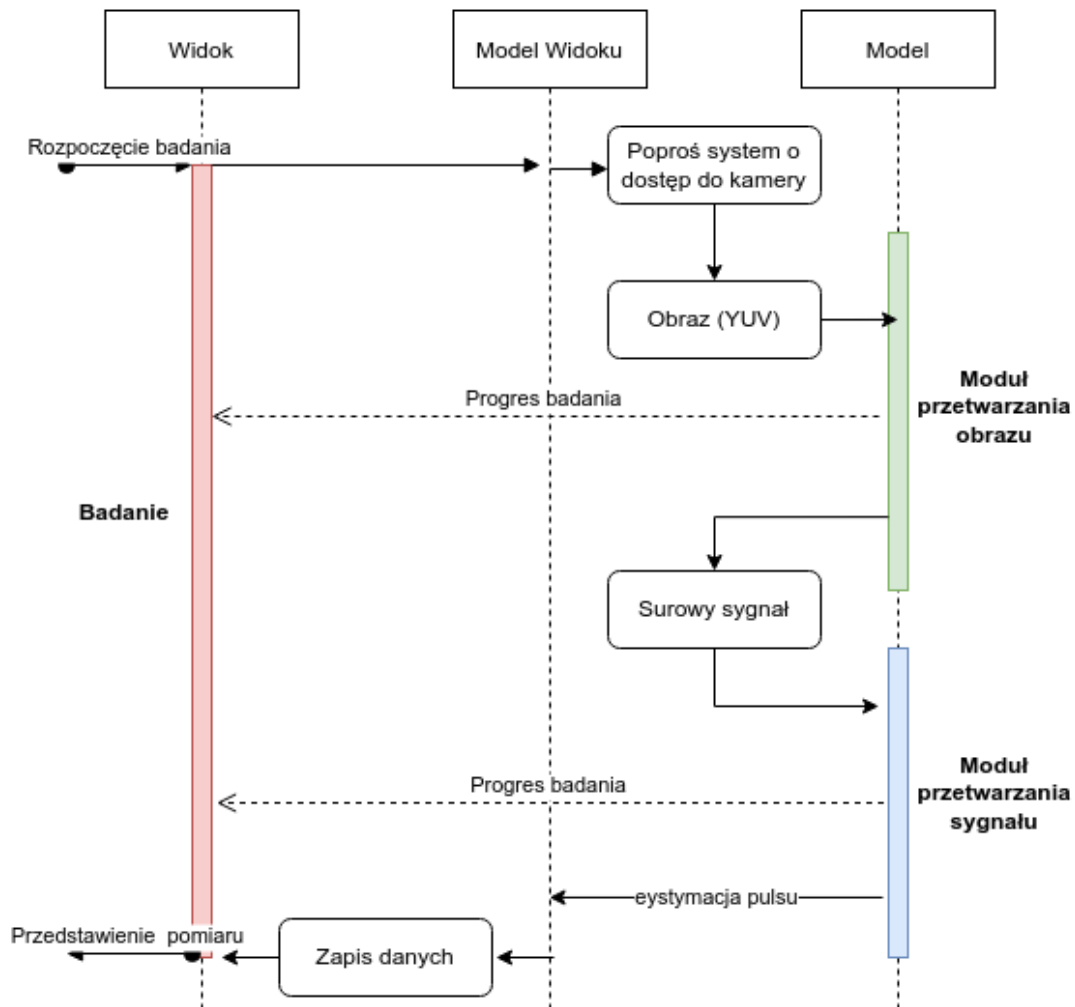 Widok
Model Widoku
Model
Rozpoczęcie badania
Poproś system o
dostęp do kamery
Obraz (YUV)
Moduł
przetwarzania
obrazu
Progres badania
Badanie
Surowy sygnał
Moduł
przetwarzania
sygnału
Progres badania
eystymacja pulsu
Przedstawienie pomiaru
Zapis danych